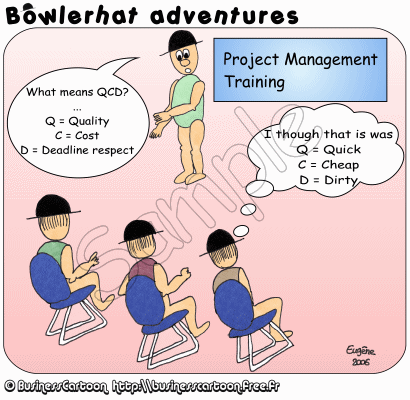 Bôwlerhat adventures
Project Management
Training
What means QCD?
...
Q = Quality
C = Cost
D = Deadline respect
I though that is was
Q = Quick
C = Cheap
D = Dirty
Sample
Eugène
2006
© BusinessCartoon http:\\businesscartoon.free.fr